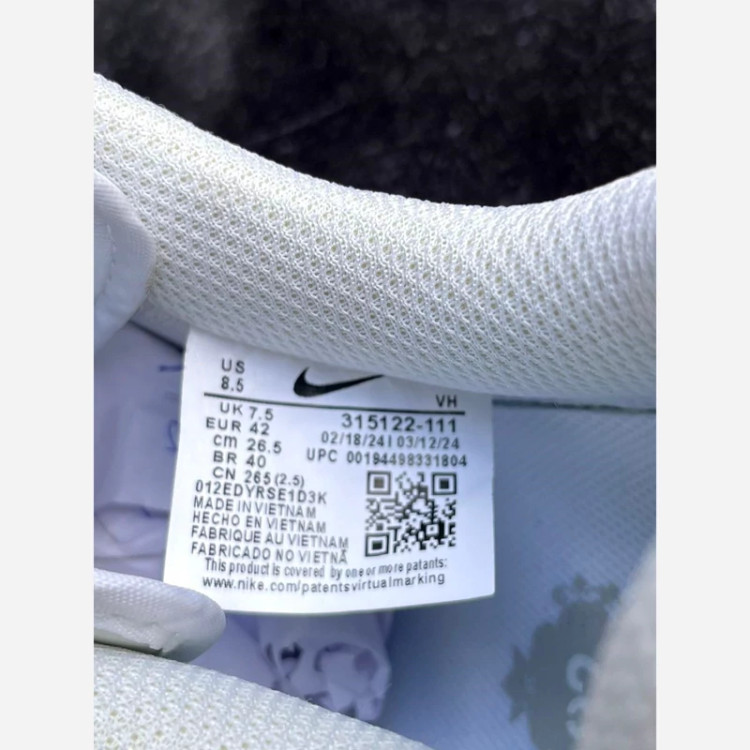 US
8.5
VH
UK 7.5
EUR 42
cm 26.5
BR 40
CN 265 (2.5)
315122-111
02/18/24 | 03/12/24
UPC 00194498331804
012EDYRSE1D3K
MADE IN VIETNAM
HECHO EN VIETNAM
FABRIQUE AU VIETNAM
FABRICADO NO VIETNÃ
This product is covered by one or more patents:
www.nike.com/patentsvirtualmarking